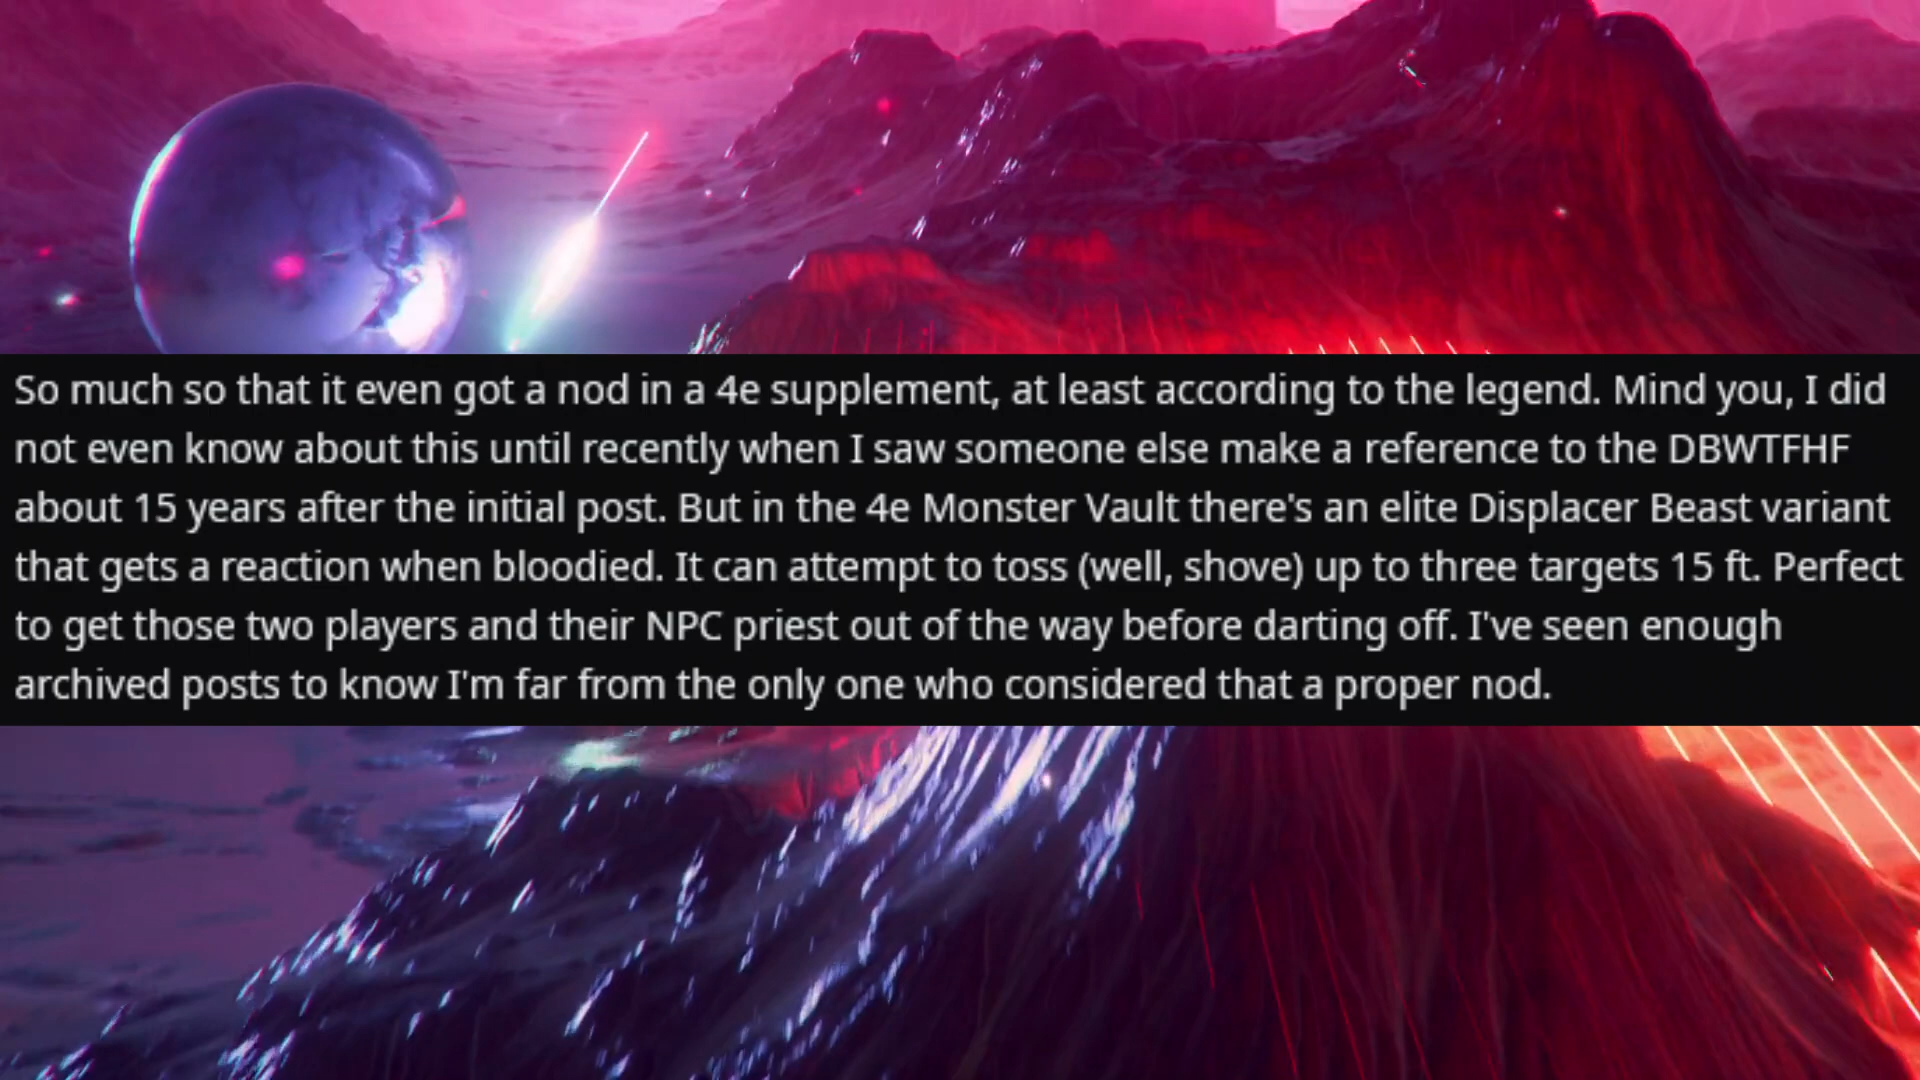 So much so that it even got a nod in a 4e supplement, at least according to the legend. Mind you, I did
not even know about this until recently when I saw someone else make a reference to the DBWTFHF
about 15 years after the initial post. But in the 4e Monster Vault there's an elite Displacer Beast variant
that gets a reaction when bloodied. It can attempt to toss (well, shove) up to three targets 15 ft. Perfect
to get those two players and their NPC priest out of the way before darting off. I've seen enough
archived posts to know I'm far from the only one who considered that a proper nod.